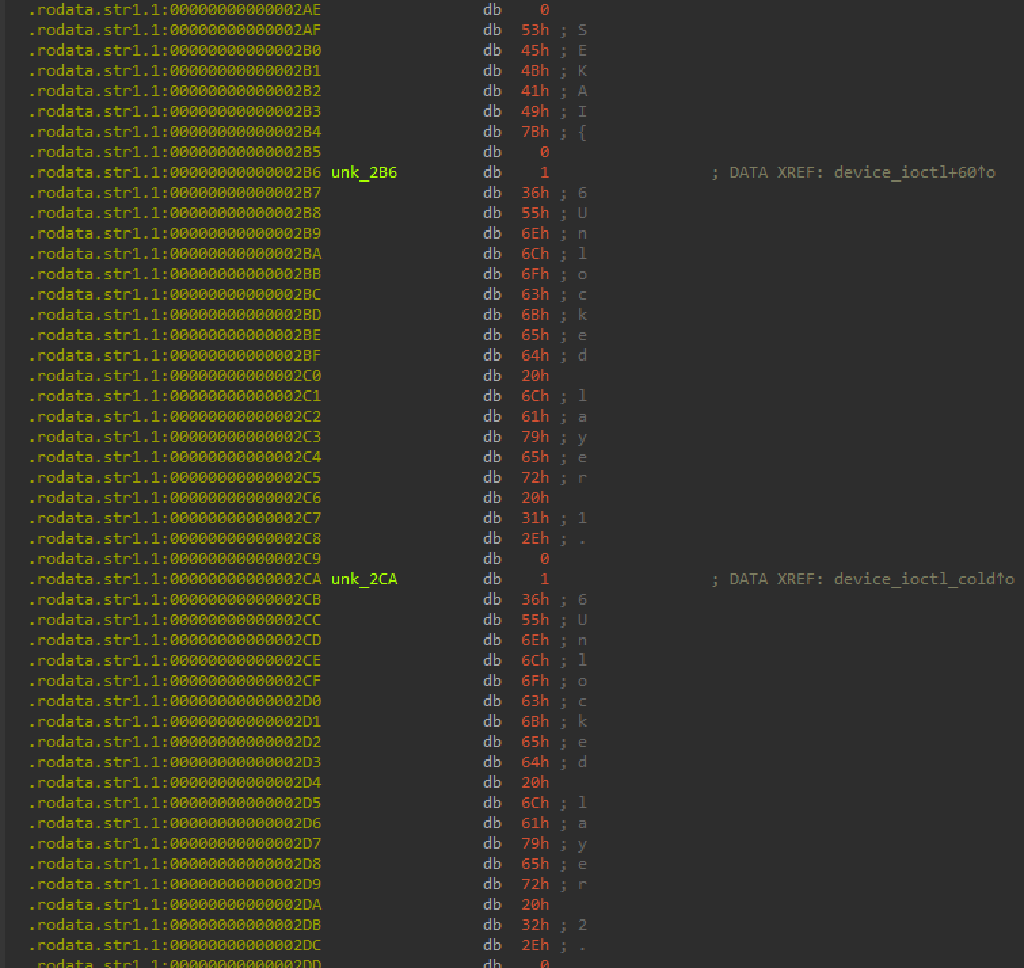 .rodata.str1.1:00000000000002AE db 0
.rodata.str1.1:00000000000002AF db 53h ; S
.rodata.str1.1:00000000000002B0 db 45h ; E
.rodata.str1.1:00000000000002B1 db 4Bh ; K
.rodata.str1.1:00000000000002B2 db 41h ; A
.rodata.str1.1:00000000000002B3 db 49h ; I
.rodata.str1.1:00000000000002B4 db 7Bh ; {
.rodata.str1.1:00000000000002B5 db 0
.rodata.str1.1:00000000000002B6 unk_2B6 db 1 ; DATA XREF: device_ioctl+60↑o
.rodata.str1.1:00000000000002B7 db 36h ; 6
.rodata.str1.1:00000000000002B8 db 55h ; U
.rodata.str1.1:00000000000002B9 db 6Eh ; n
.rodata.str1.1:00000000000002BA db 6Ch ; l
.rodata.str1.1:00000000000002BB db 6Fh ; o
.rodata.str1.1:00000000000002BC db 63h ; c
.rodata.str1.1:00000000000002BD db 6Bh ; k
.rodata.str1.1:00000000000002BE db 65h ; e
.rodata.str1.1:00000000000002BF db 64h ; d
.rodata.str1.1:00000000000002C0 db 20h
.rodata.str1.1:00000000000002C1 db 6Ch ; l
.rodata.str1.1:00000000000002C2 db 61h ; a
.rodata.str1.1:00000000000002C3 db 79h ; y
.rodata.str1.1:00000000000002C4 db 65h ; e
.rodata.str1.1:00000000000002C5 db 72h ; r
.rodata.str1.1:00000000000002C6 db 20h
.rodata.str1.1:00000000000002C7 db 31h ; 1
.rodata.str1.1:00000000000002C8 db 2Eh ; .
.rodata.str1.1:00000000000002C9 db 0
.rodata.str1.1:00000000000002CA unk_2CA db 1 ; DATA XREF: device_ioctl_cold↑o
.rodata.str1.1:00000000000002CB db 36h ; 6
.rodata.str1.1:00000000000002CC db 55h ; U
.rodata.str1.1:00000000000002CD db 6Eh ; n
.rodata.str1.1:00000000000002CE db 6Ch ; l
.rodata.str1.1:00000000000002CF db 6Fh ; o
.rodata.str1.1:00000000000002D0 db 63h ; c
.rodata.str1.1:00000000000002D1 db 6Bh ; k
.rodata.str1.1:00000000000002D2 db 65h ; e
.rodata.str1.1:00000000000002D3 db 64h ; d
.rodata.str1.1:00000000000002D4 db 20h
.rodata.str1.1:00000000000002D5 db 6Ch ; l
.rodata.str1.1:00000000000002D6 db 61h ; a
.rodata.str1.1:00000000000002D7 db 79h ; y
.rodata.str1.1:00000000000002D8 db 65h ; e
.rodata.str1.1:00000000000002D9 db 72h ; r
.rodata.str1.1:00000000000002DA db 20h
.rodata.str1.1:00000000000002DB db 32h ; 2
.rodata.str1.1:00000000000002DC db 2Eh ; .
.rodata.str1.1:00000000000002DD db 0